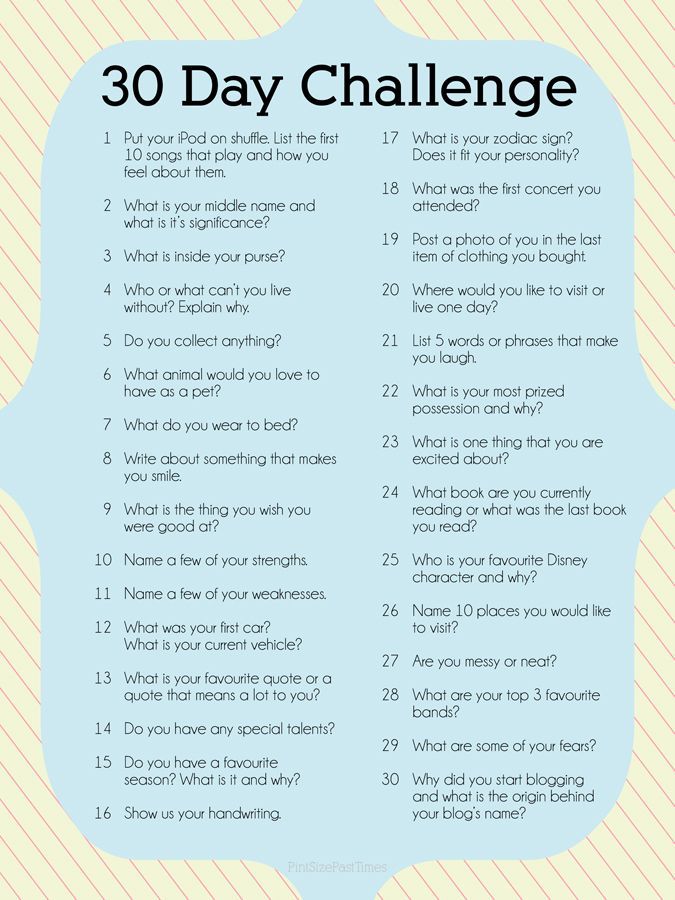 30 Day Challenge
1 Put your iPod on shuffle. List the first
10 songs that play and how you
feel about them.
2 What is your middle name and
what is it's significance?
3 What is inside your purse?
4 Who or what can't you live
without? Explain why.
5 Do you collect anything?
6 What animal would you love to
have as a pet?
7 What do you wear to bed?
8 Write about something that makes
you smile.
9 What is the thing you wish you
were good at?
10 Name a few of your strengths.
11 Name a few of your weaknesses.
12 What was your first car?
What is your current vehicle?
13 What is your favourite quote or a
quote that means a lot to you?
14 Do you have any special talents?
15 Do you have a favourite
season? What is it and why?
16 Show us your handwriting.
17 What is your zodiac sign?
Does it fit your personality?
18 What was the first concert you
attended?
19 Post a photo of you in the last
item of clothing you bought.
20 Where would you like to visit or
live one day?
21 List 5 words or phrases that make
you laugh.
22 What is your most prized
possession and why?
23 What is one thing that you are
excited about?
24 What book are you currently
reading or what was the last book
you read?
25 Who is your favourite Disney
character and why?
26 Name 10 places you would like
to visit?
27 Are you messy or neat?
28 What are your top 3 favourite
bands?
29 What are some of your fears?
30 Why did you start blogging
and what is the origin behind
your blog's name?
PintSizePastTimes